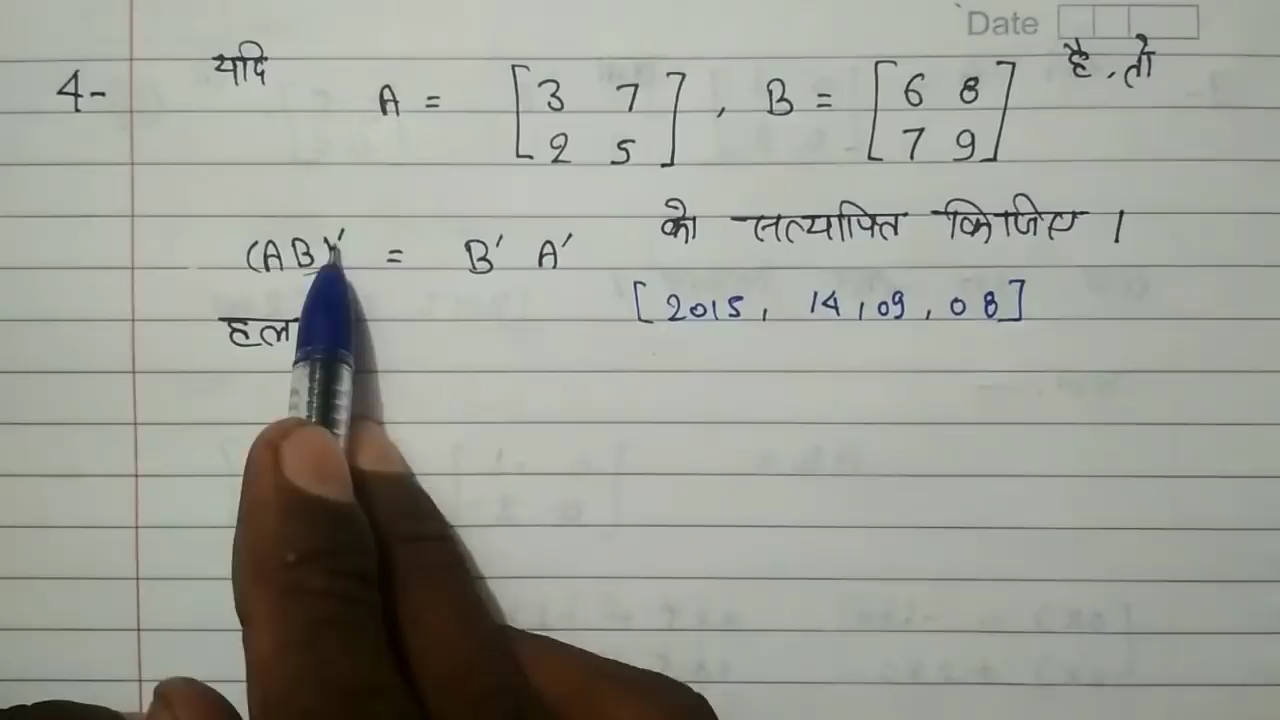 Date
4- यदि A = [3 7 2 5], B = [6 8 7 9] है, तो
(AB)' = B' A' को सत्यापित किजिए ।
हल [2015, 14, 09, 08]